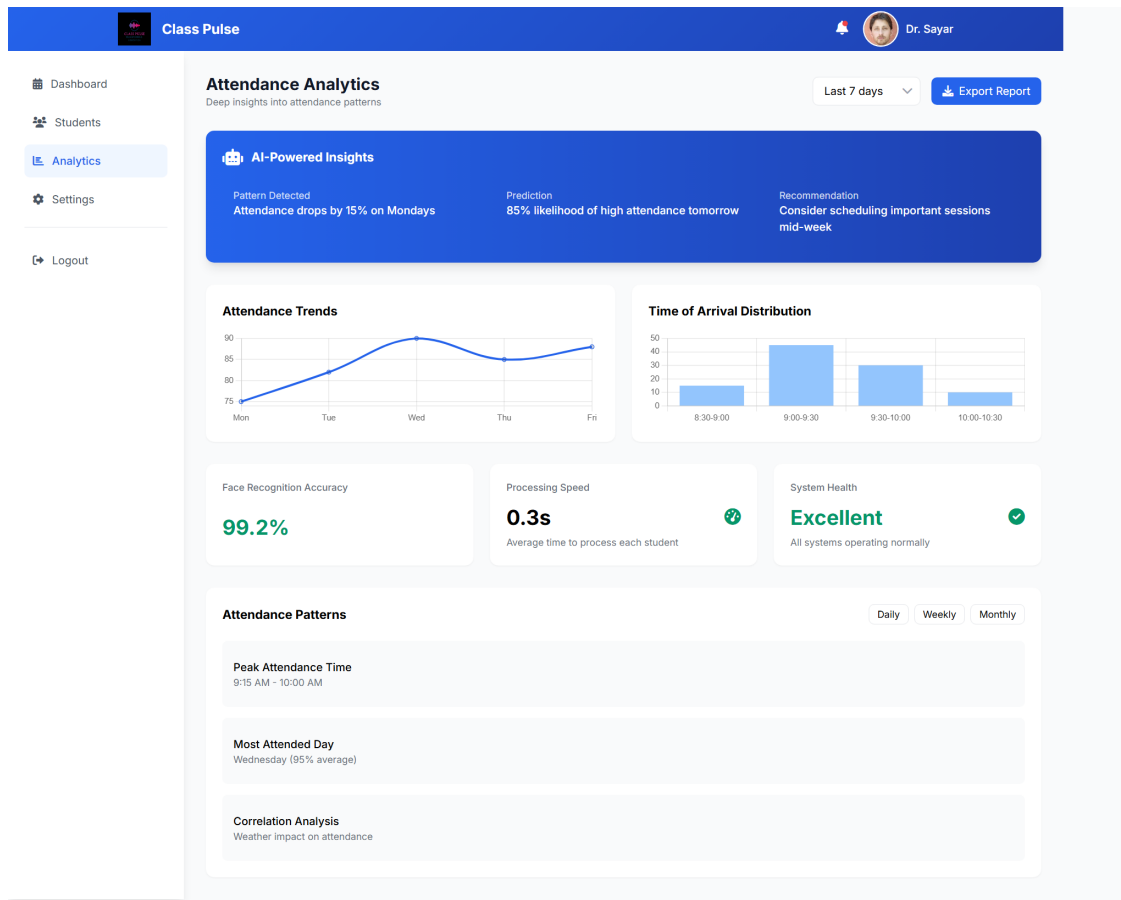 Class Pulse
Dr. Sayar
Dashboard
Students
Analytics
Settings
Logout
Attendance Analytics
Deep insights into attendance patterns
Last 7 days
Export Report
AI-Powered Insights
Pattern Detected
Attendance drops by 15% on Mondays
Prediction
85% likelihood of high attendance tomorrow
Recommendation
Consider scheduling important sessions
mid-week
Attendance Trends
90
85
80
75
Mon Tue Wed Thu Fri
Time of Arrival Distribution
50
40
30
20
10
0
8:30-9:00 9:00-9:30 9:30-10:00 10:00-10:30
Face Recognition Accuracy
99.2%
Processing Speed
0.3s
Average time to process each student
System Health
Excellent
All systems operating normally
Attendance Patterns
Daily Weekly Monthly
Peak Attendance Time
9:15 AM - 10:00 AM
Most Attended Day
Wednesday (95% average)
Correlation Analysis
Weather impact on attendance